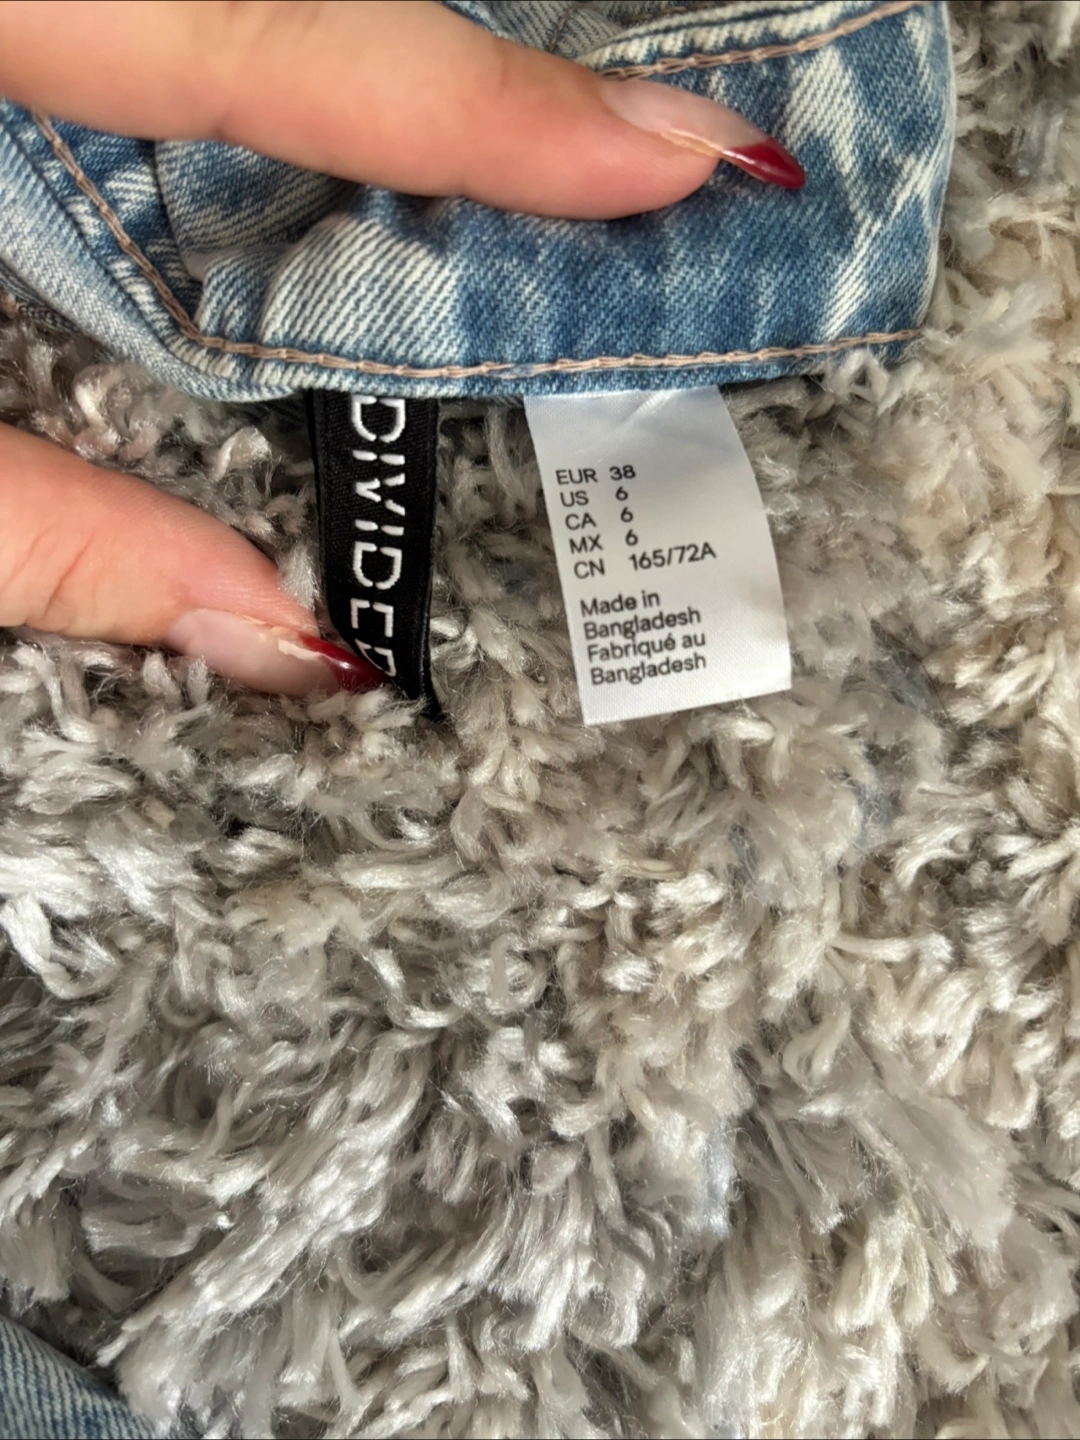 DIVIDED
EUR 38
US 6
CA 6
MX 6
CN 165/72A
Made in
Bangladesh
Fabriqué au
Bangladesh